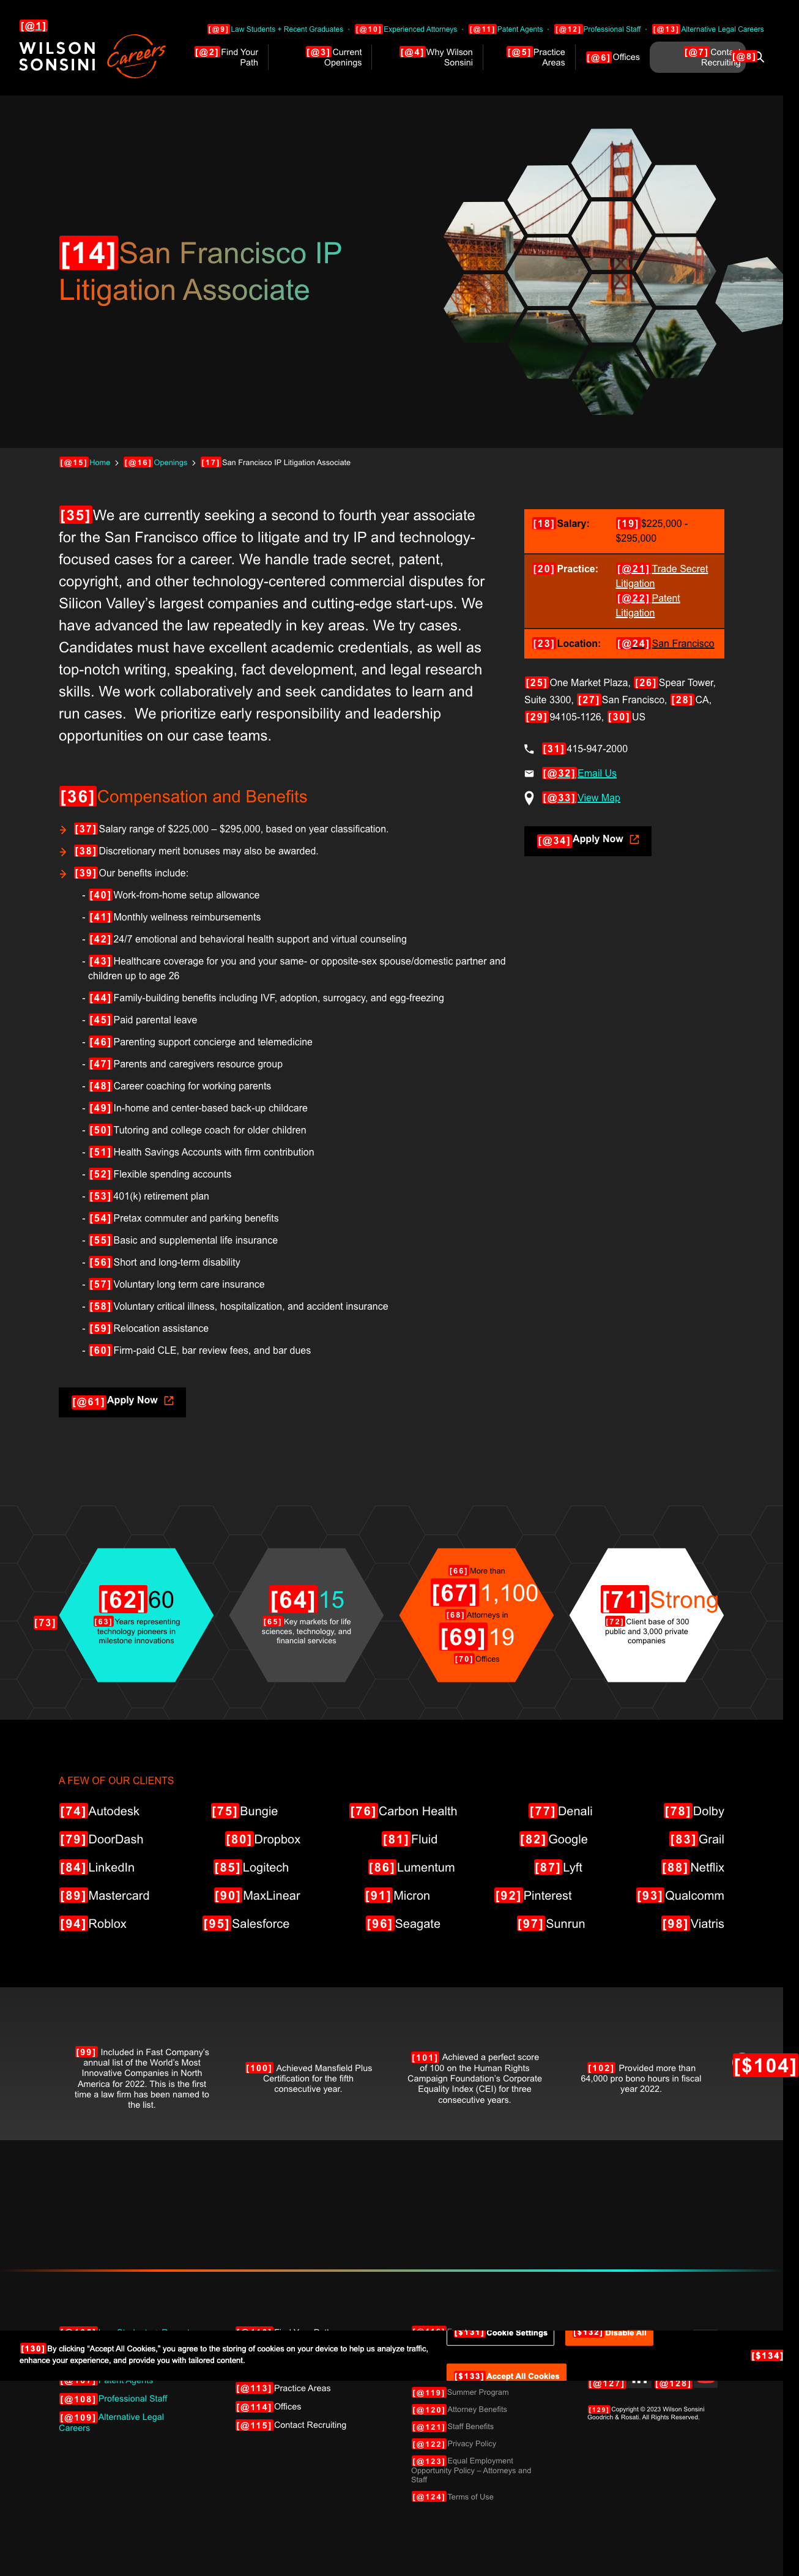 [@1]
WILSON
SONSINI
Careers
[@9] Law Students + Recent Graduates · [@10] Experienced Attorneys · [@11] Patent Agents · [@12] Professional Staff · [@13] Alternative Legal Careers
[@2] Find Your Path
[@3] Current Openings
[@4] Why Wilson Sonsini
[@5] Practice Areas
[@6] Offices
[@7] Conta
Recruiting
[@8]
[14] San Francisco IP
Litigation Associate
[@15] Home > [@16] Openings > [17] San Francisco IP Litigation Associate
[35] We are currently seeking a second to fourth year associate
for the San Francisco office to litigate and try IP and technology-
focused cases for a career. We handle trade secret, patent,
copyright, and other technology-centered commercial disputes for
Silicon Valley’s largest companies and cutting-edge start-ups. We
have advanced the law repeatedly in key areas. We try cases.
Candidates must have excellent academic credentials, as well as
top-notch writing, speaking, fact development, and legal research
skills. We work collaboratively and seek candidates to learn and
run cases. We prioritize early responsibility and leadership
opportunities on our case teams.
[18] Salary: [19] $225,000 -
$295,000
[20] Practice: [@21] Trade Secret
Litigation
[@22] Patent
Litigation
[23] Location: [@24] San Francisco
[25] One Market Plaza, [26] Spear Tower,
Suite 3300, [27] San Francisco, [28] CA,
[29] 94105-1126, [30] US
[31] 415-947-2000
[@32] Email Us
[@33] View Map
[@34] Apply Now
[36] Compensation and Benefits
[37] Salary range of $225,000 – $295,000, based on year classification.
[38] Discretionary merit bonuses may also be awarded.
[39] Our benefits include:
- [40] Work-from-home setup allowance
- [41] Monthly wellness reimbursements
- [42] 24/7 emotional and behavioral health support and virtual counseling
- [43] Healthcare coverage for you and your same- or opposite-sex spouse/domestic partner and
children up to age 26
- [44] Family-building benefits including IVF, adoption, surrogacy, and egg-freezing
- [45] Paid parental leave
- [46] Parenting support concierge and telemedicine
- [47] Parents and caregivers resource group
- [48] Career coaching for working parents
- [49] In-home and center-based back-up childcare
- [50] Tutoring and college coach for older children
- [51] Health Savings Accounts with firm contribution
- [52] Flexible spending accounts
- [53] 401(k) retirement plan
- [54] Pretax commuter and parking benefits
- [55] Basic and supplemental life insurance
- [56] Short and long-term disability
- [57] Voluntary long term care insurance
- [58] Voluntary critical illness, hospitalization, and accident insurance
- [59] Relocation assistance
- [60] Firm-paid CLE, bar review fees, and bar dues
[@61] Apply Now
[73]
[62] 60
[63] Years representing
technology pioneers in
milestone innovations
[64] 15
[65] Key markets for life
sciences, technology, and
financial services
[66] More than
[67] 1,100
[68] Attorneys in
[69] 19
[70] Offices
[71] Strong
[72] Client base of 300
public and 3,000 private
companies
A FEW OF OUR CLIENTS
[74] Autodesk [75] Bungie [76] Carbon Health [77] Denali [78] Dolby
[79] DoorDash [80] Dropbox [81] Fluid [82] Google [83] Grail
[84] LinkedIn [85] Logitech [86] Lumentum [87] Lyft [88] Netflix
[89] Mastercard [90] MaxLinear [91] Micron [92] Pinterest [93] Qualcomm
[94] Roblox [95] Salesforce [96] Seagate [97] Sunrun [98] Viatris
[99] Included in Fast Company’s
annual list of the World’s Most
Innovative Companies in North
America for 2022. This is the first
time a law firm has been named to
the list.
[100] Achieved Mansfield Plus
Certification for the fifth
consecutive year.
[101] Achieved a perfect score
of 100 on the Human Rights
Campaign Foundation’s Corporate
Equality Index (CEI) for three
consecutive years.
[102] Provided more than
64,000 pro bono hours in fiscal
year 2022.
[$104]
[130] By clicking “Accept All Cookies,” you agree to the storing of cookies on your device to help us analyze traffic,
enhance your experience, and provide you with tailored content.
[$131] Cookie Settings
[$132] Disable All
[$133] Accept All Cookies
[$134]
[@107] Patent Agents
[@108] Professional Staff
[@109] Alternative Legal
Careers
[@113] Practice Areas
[@114] Offices
[@115] Contact Recruiting
[@119] Summer Program
[@120] Attorney Benefits
[@121] Staff Benefits
[@122] Privacy Policy
[@123] Equal Employment
Opportunity Policy – Attorneys and
Staff
[@124] Terms of Use
[@127] [@128]
[129] Copyright © 2023 Wilson Sonsini
Goodrich & Rosati. All Rights Reserved.